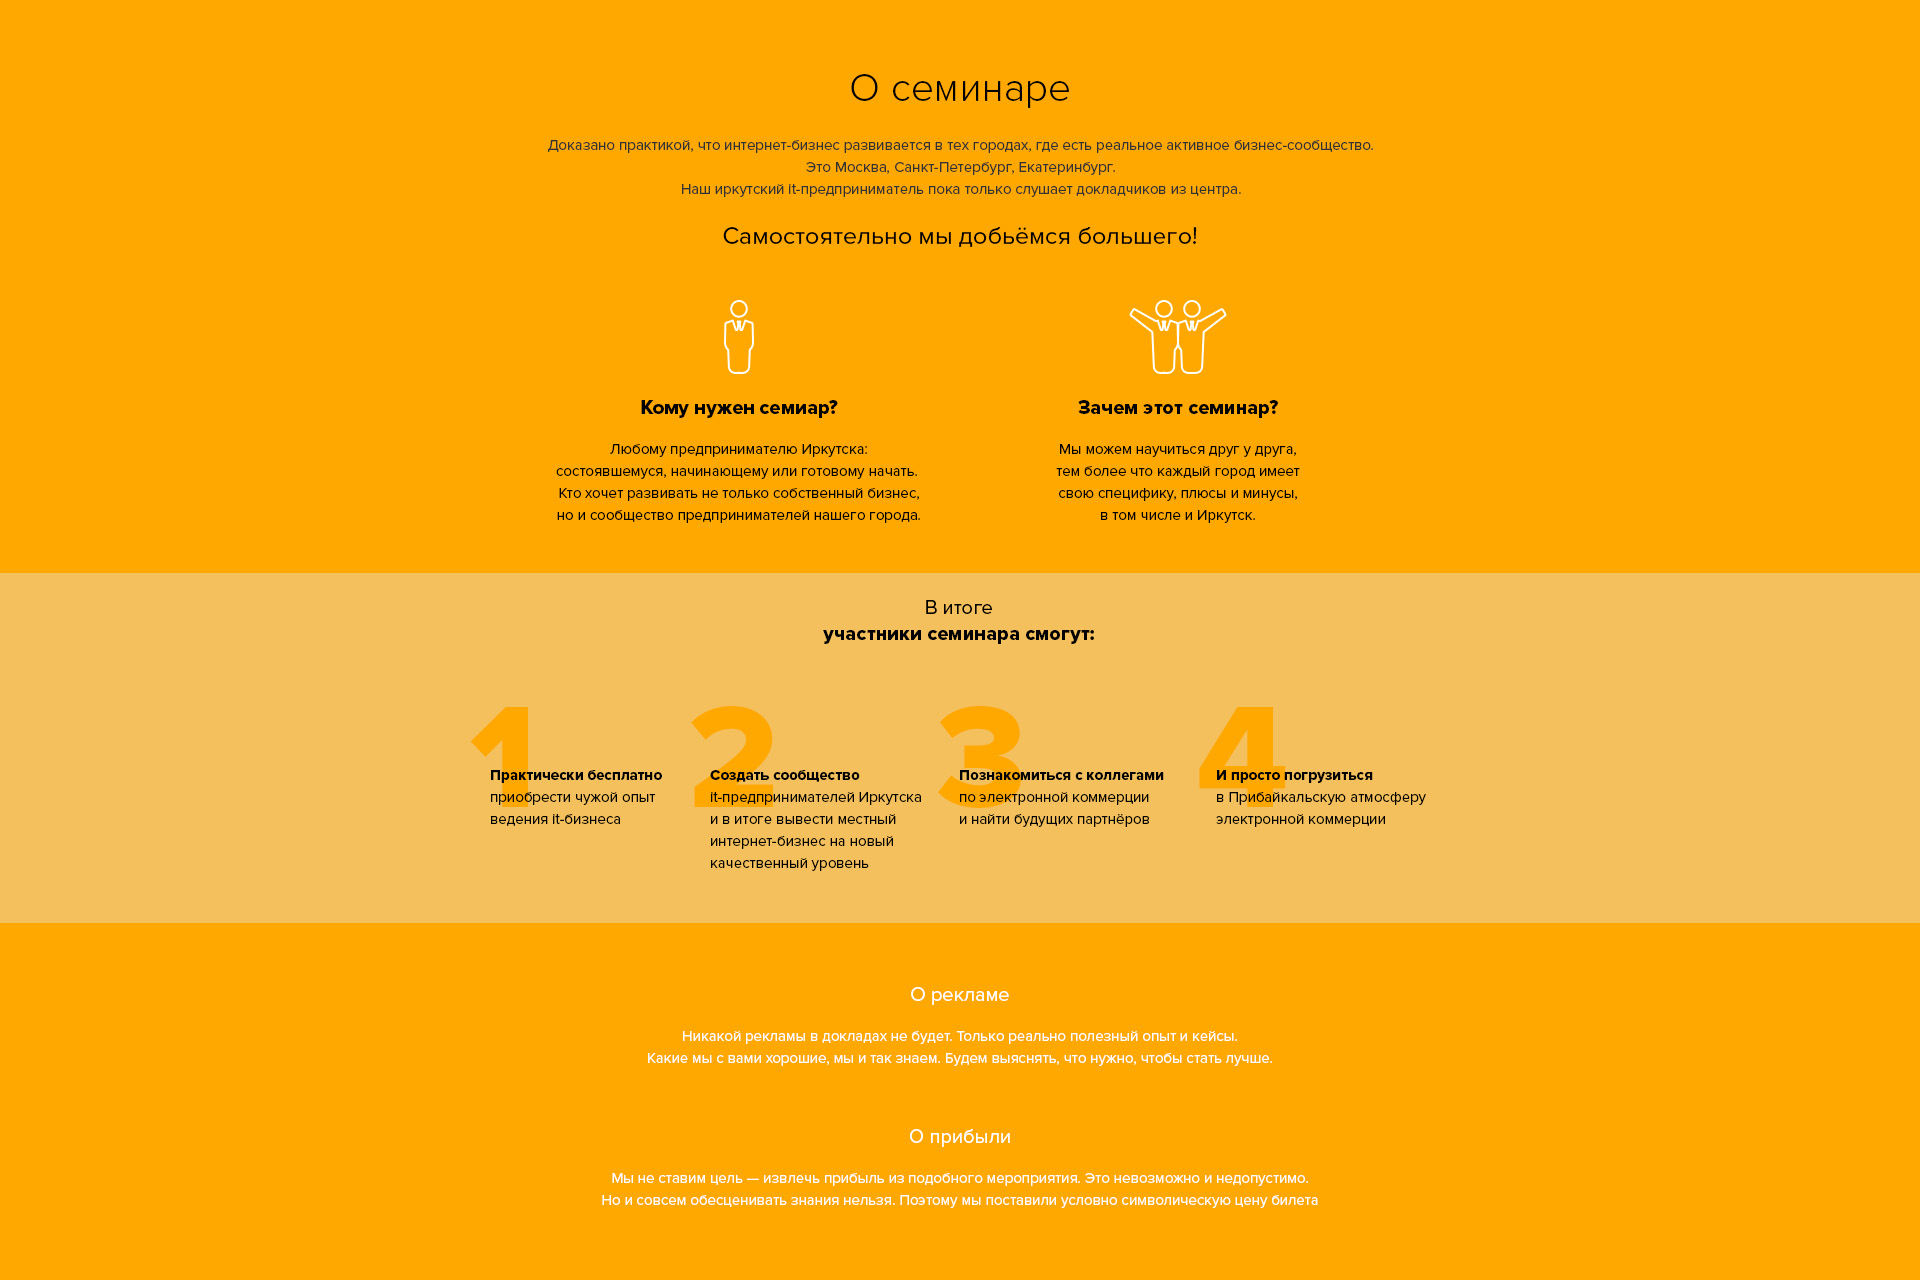 О семинаре
Доказано практикой, что интернет-бизнес развивается в тех городах, где есть реальное активное бизнес-сообщество.
Это Москва, Санкт-Петербург, Екатеринбург.
Наш иркутский it-предприниматель пока только слушает докладчиков из центра.
Самостоятельно мы добьёмся большего!
Кому нужен семиар?
Любому предпринимателю Иркутска:
состоявшемуся, начинающему или готовому начать.
Кто хочет развивать не только собственный бизнес,
но и сообщество предпринимателей нашего города.
Зачем этот семинар?
Мы можем научиться друг у друга,
тем более что каждый город имеет
свою специфику, плюсы и минусы,
в том числе и Иркутск.
В итоге
участники семинара смогут:
1
Практически бесплатно
приобрести чужой опыт
ведения it-бизнеса
2
Создать сообщество
it-предпринимателей Иркутска
и в итоге вывести местный
интернет-бизнес на новый
качественный уровень
3
Познакомиться с коллегами
по электронной коммерции
и найти будущих партнёров
4
И просто погрузиться
в Прибайкальскую атмосферу
электронной коммерции
О рекламе
Никакой рекламы в докладах не будет. Только реально полезный опыт и кейсы.
Какие мы с вами хорошие, мы и так знаем. Будем выяснять, что нужно, чтобы стать лучше.
О прибыли
Мы не ставим цель — извлечь прибыль из подобного мероприятия. Это невозможно и недопустимо.
Но и совсем обесценивать знания нельзя. Поэтому мы поставили условно символическую цену билета